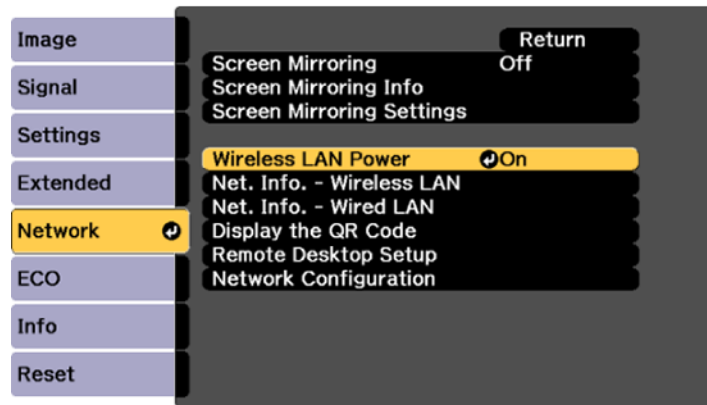 Image
Signal
Settings
Extended
Network
ECO
Info
Reset
Return
Screen Mirroring Off
Screen Mirroring Info
Screen Mirroring Settings
Wireless LAN Power On
Net. Info. - Wireless LAN
Net. Info. - Wired LAN
Display the QR Code
Remote Desktop Setup
Network Configuration